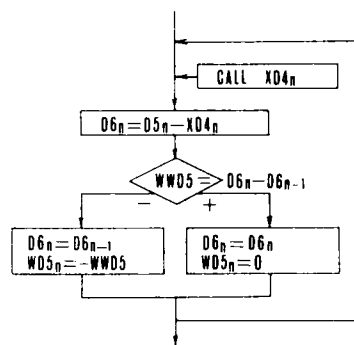 CALL XD4n
D6n=D5n-XD4n
WWD5= D6n-D6n-1
- +
D6n=D6n-1
WD5n=-WWD5
D6n=D6n
WD5n=0